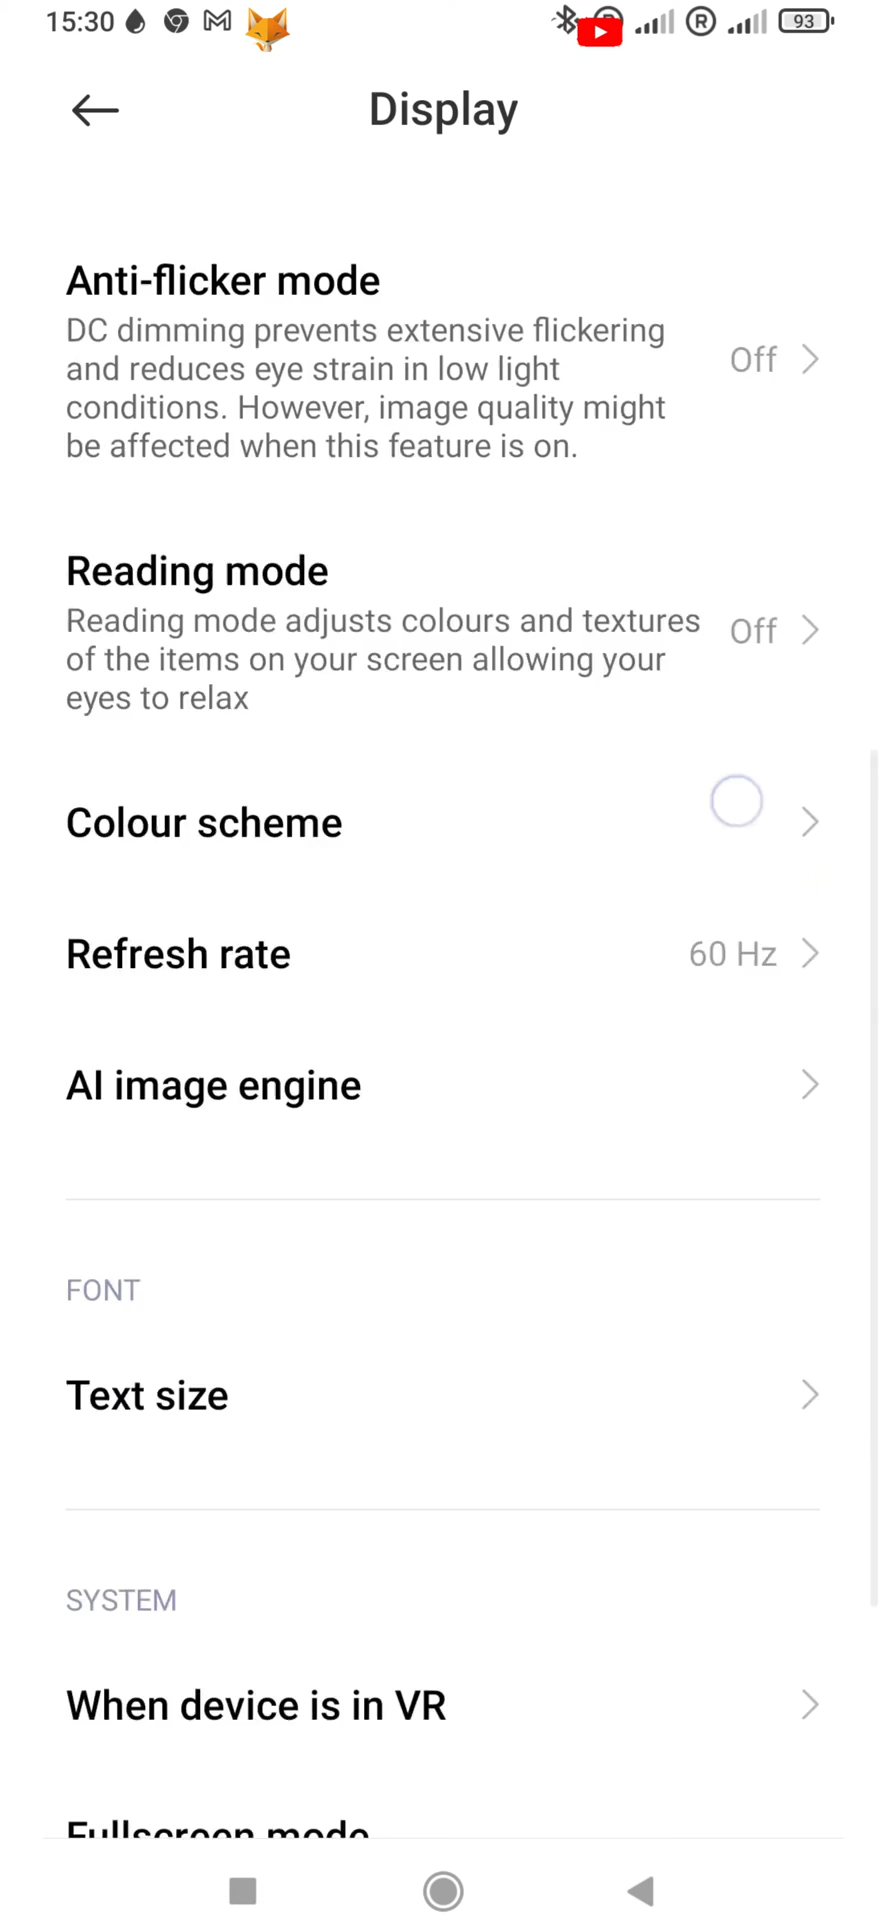 15:30
R
93
Display
Anti-flicker mode
DC dimming prevents extensive flickering
and reduces eye strain in low light
conditions. However, image quality might
be affected when this feature is on.
Off
Reading mode
Reading mode adjusts colours and textures
of the items on your screen allowing your
eyes to relax
Off
Colour scheme
Refresh rate
60 Hz
AI image engine
FONT
Text size
SYSTEM
When device is in VR
Fullscreen mode